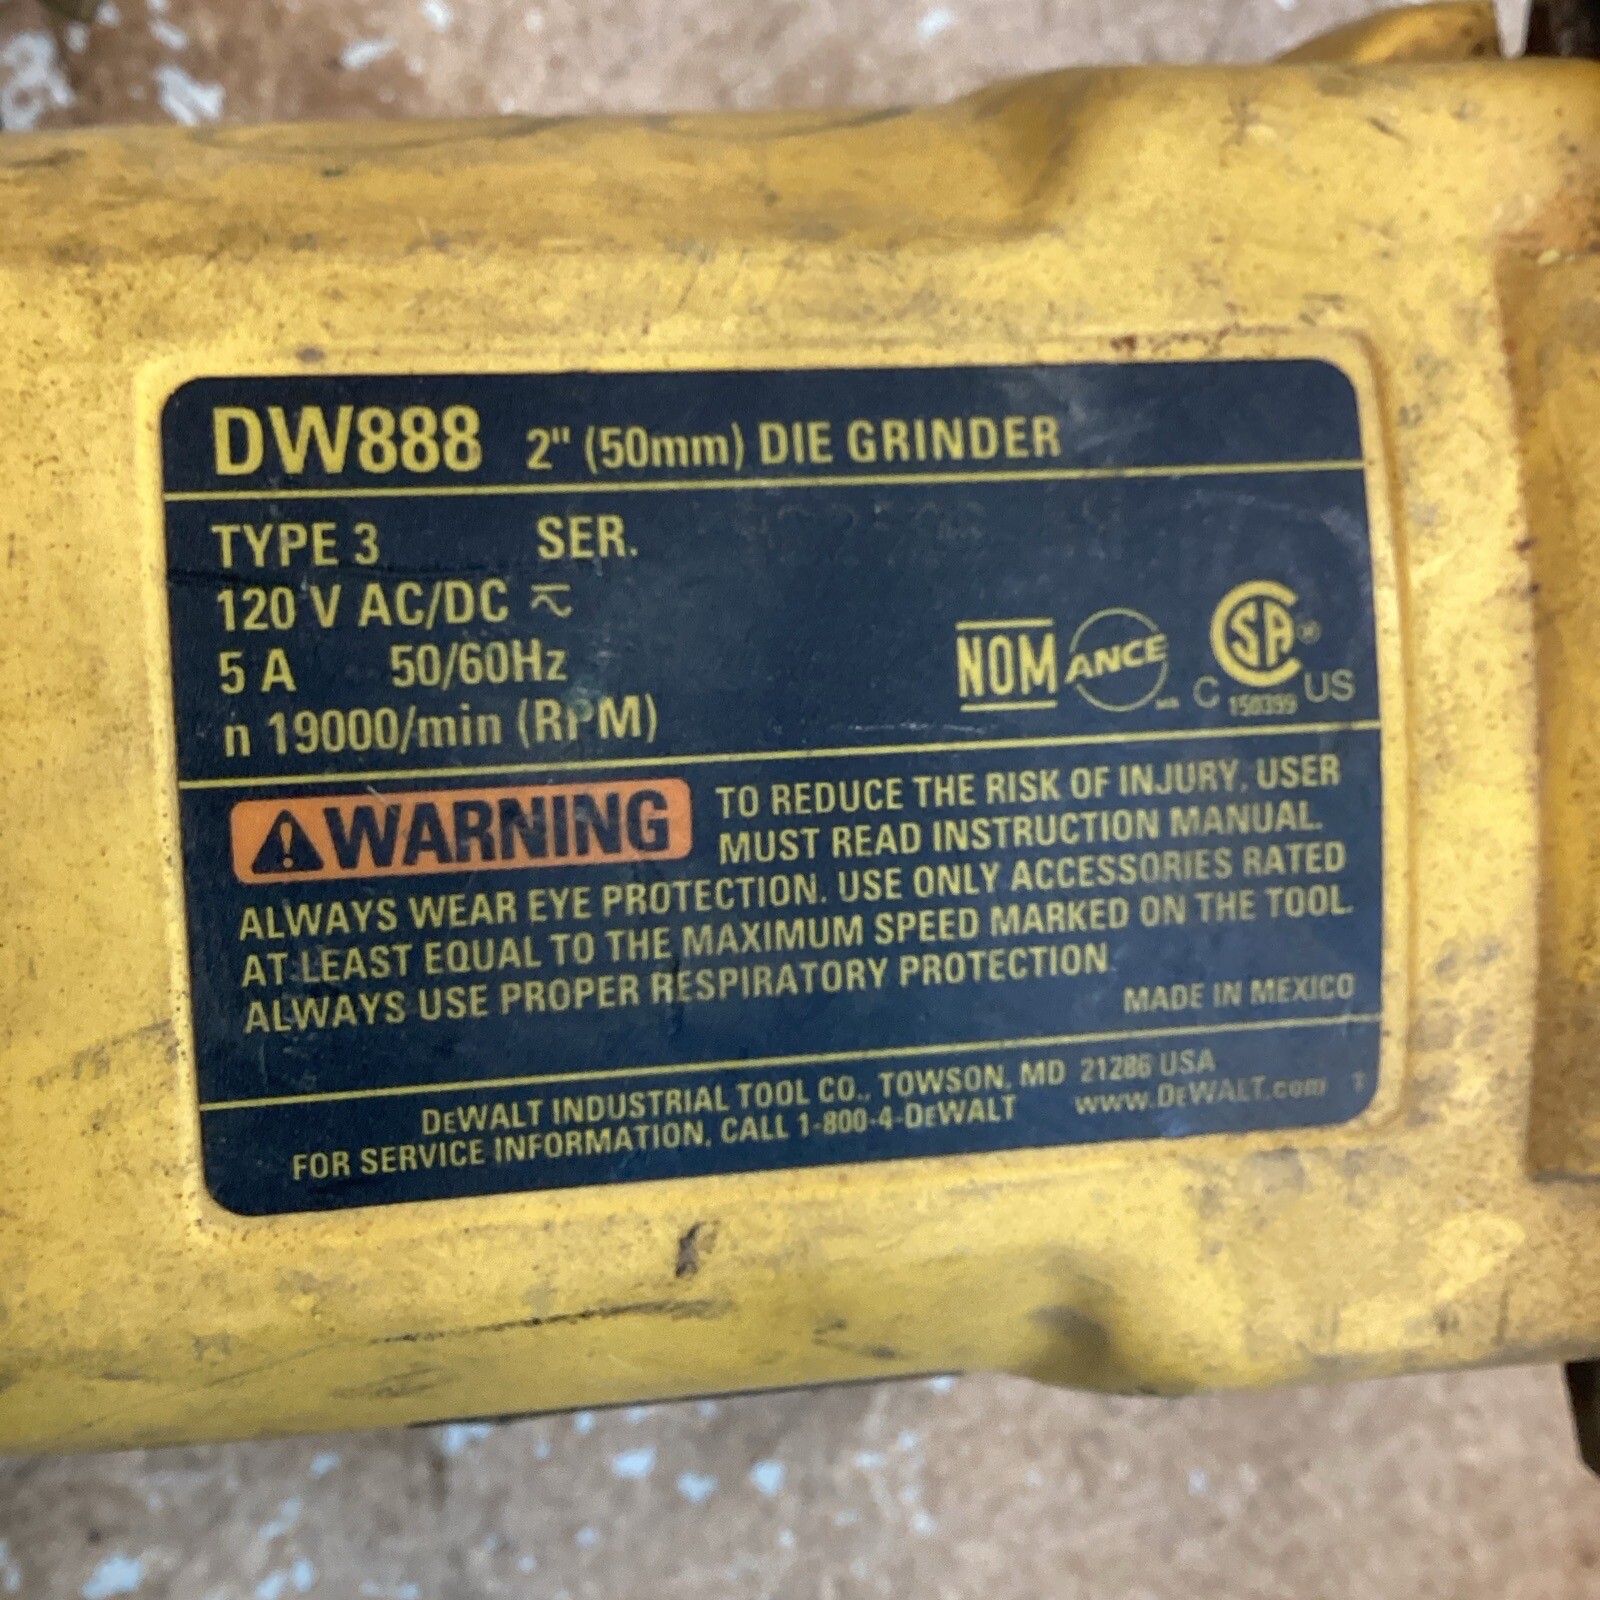 DW888 2" (50mm) DIE GRINDER
TYPE 3 SER.
120 V AC/DC
5 A 50/60Hz
n 19000/min (RPM)
NOM ANCE CSA ® C 150399 US
WARNING TO REDUCE THE RISK OF INJURY, USER
MUST READ INSTRUCTION MANUAL.
ALWAYS WEAR EYE PROTECTION. USE ONLY ACCESSORIES RATED
AT LEAST EQUAL TO THE MAXIMUM SPEED MARKED ON THE TOOL.
ALWAYS USE PROPER RESPIRATORY PROTECTION
MADE IN MEXICO
DEWALT INDUSTRIAL TOOL CO., TOWSON, MD 21286 USA
FOR SERVICE INFORMATION, CALL 1-800-4-DEWALT www.DEWALT.com